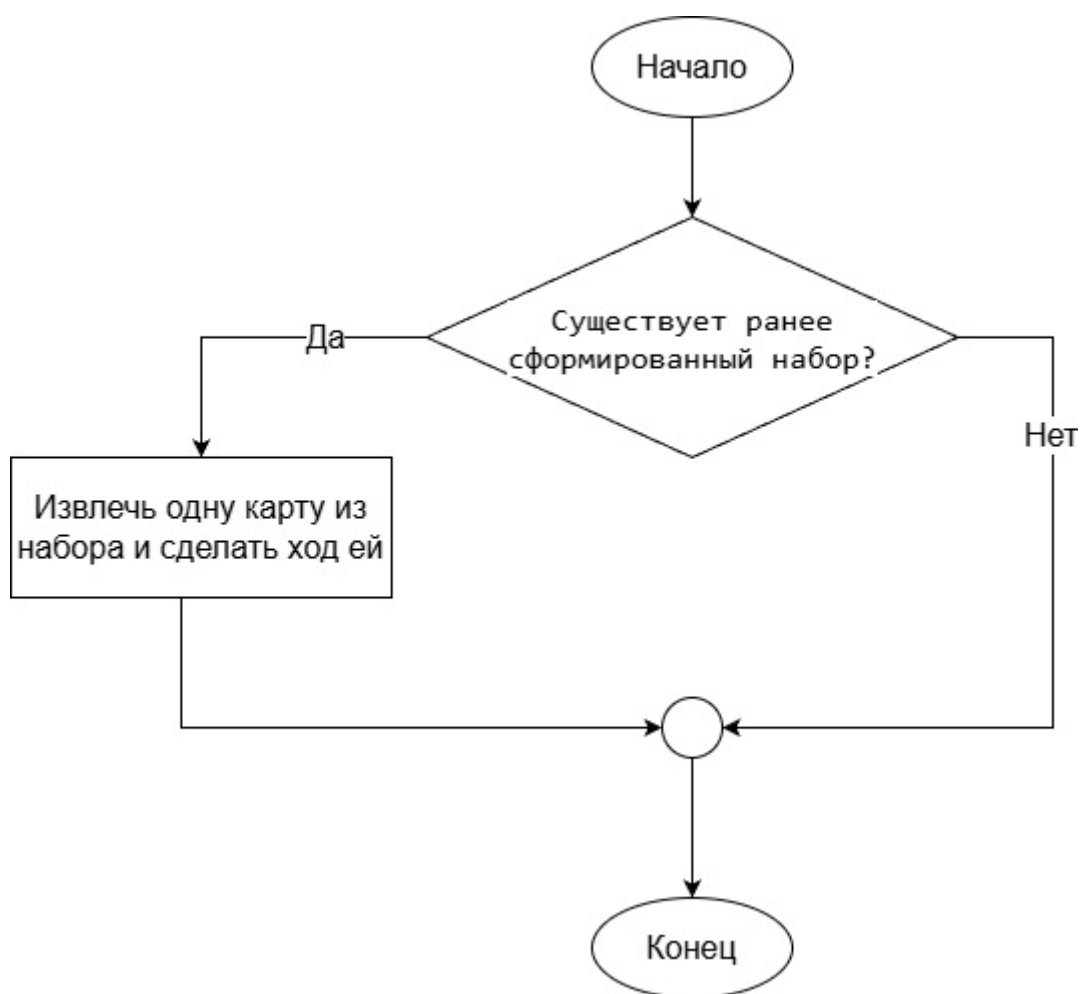 Начало
Существует ранее
сформированный набор?
Да
Нет
Извлечь одну карту из
набора и сделать ход ей
Конец